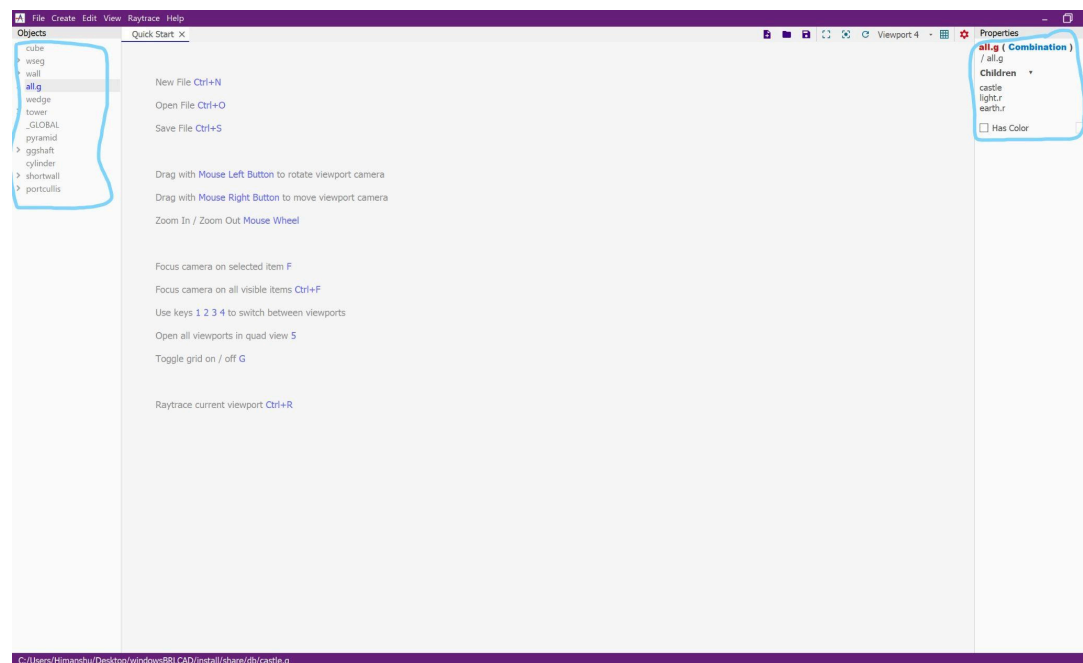 File Create Edit View Raytrace Help
Objects
Quick Start
Viewport 4
Properties
cube
wseg
wall
all.g
wedge
tower
_GLOBAL
pyramid
ggshaft
cylinder
shortwall
portcullis
New File Ctrl+N
Open File Ctrl+O
Save File Ctrl+S
Drag with Mouse Left Button to rotate viewport camera
Drag with Mouse Right Button to move viewport camera
Zoom In / Zoom Out Mouse Wheel
Focus camera on selected item F
Focus camera on all visible items Ctrl+F
Use keys 1 2 3 4 to switch between viewports
Open all viewports in quad view 5
Toggle grid on / off G
Raytrace current viewport Ctrl+R
all.g ( Combination )
/ all.g
Children
castle
light.r
earth.r
Has Color
C:/Users/Himanshu/Desktop/windowsBRLCAD/install/share/db/castle.g